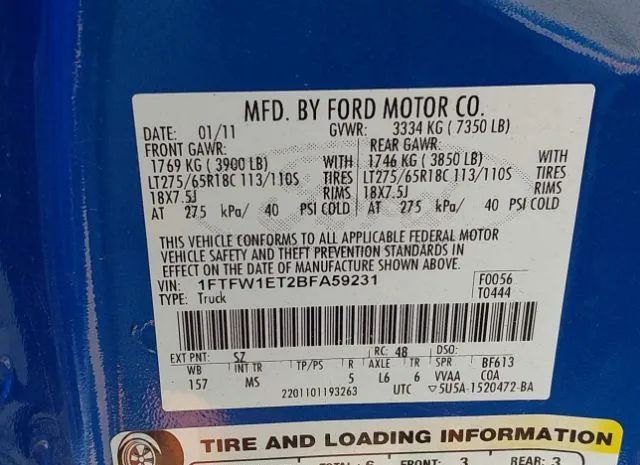 MFD. BY FORD MOTOR CO.
DATE: 01/11 GVWR: 3334 KG ( 7350 LB)
FRONT GAWR: REAR GAWR:
1769 KG ( 3900 LB) WITH 1746 KG ( 3850 LB) WITH
LT275/65R18C 113/110S TIRES LT275/65R18C 113/110S TIRES
18X7.5J RIMS 18X7.5J RIMS
AT 275 kPa/ 40 PSI COLD AT 275 kPa/ 40 PSI COLD
THIS VEHICLE CONFORMS TO ALL APPLICABLE FEDERAL MOTOR
VEHICLE SAFETY AND THEFT PREVENTION STANDARDS IN
EFFECT ON THE DATE OF MANUFACTURE SHOWN ABOVE.
VIN: 1FTFW1ET2BFA59231 F0056
TYPE: Truck T0444
EXT PNT: SZ RC: 48 DSO:
WB INT TR TP/PS R AXLE TR SPR BF613
157 MS 5 L6 6 VVAA COA
2201101193263 UTC 5U5A-1520472-BA
TIRE AND LOADING INFORMATION
TOTAL : 6 FRONT: 3 REAR: 3